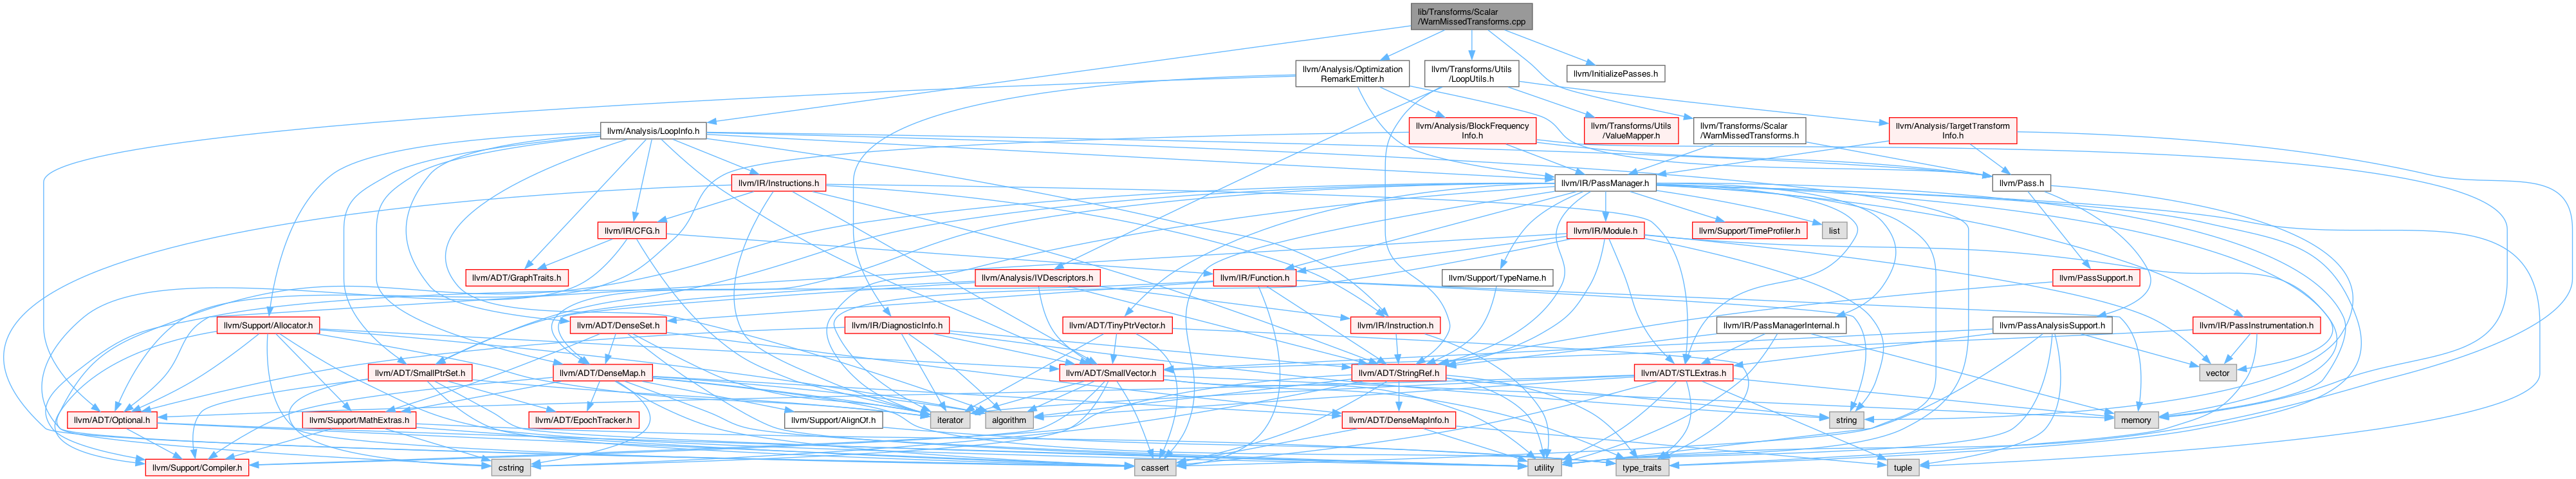 lib/Transforms/Scalar
/WarnMissedTransforms.cpp
llvm/Analysis/Optimization
RemarkEmitter.h
llvm/Transforms/Utils
/LoopUtils.h
llvm/InitializePasses.h
llvm/Analysis/LoopInfo.h
llvm/Analysis/BlockFrequency
Info.h
llvm/Transforms/Utils
/ValueMapper.h
llvm/Transforms/Scalar
/WarnMissedTransforms.h
llvm/Analysis/TargetTransform
Info.h
llvm/IR/Instructions.h
llvm/IR/PassManager.h
llvm/Pass.h
llvm/IR/CFG.h
llvm/IR/Module.h
llvm/Support/TimeProfiler.h
list
llvm/ADT/GraphTraits.h
llvm/Analysis/IVDescriptors.h
llvm/IR/Function.h
llvm/Support/TypeName.h
llvm/PassSupport.h
llvm/Support/Allocator.h
llvm/ADT/DenseSet.h
llvm/IR/DiagnosticInfo.h
llvm/ADT/TinyPtrVector.h
llvm/IR/Instruction.h
llvm/IR/PassManagerInternal.h
llvm/PassAnalysisSupport.h
llvm/IR/PassInstrumentation.h
llvm/ADT/SmallPtrSet.h
llvm/ADT/DenseMap.h
llvm/ADT/SmallVector.h
llvm/ADT/StringRef.h
llvm/ADT/STLExtras.h
vector
llvm/ADT/Optional.h
llvm/Support/MathExtras.h
llvm/ADT/EpochTracker.h
llvm/Support/AlignOf.h
iterator
algorithm
llvm/ADT/DenseMapInfo.h
string
memory
llvm/Support/Compiler.h
cstring
cassert
utility
type_traits
tuple